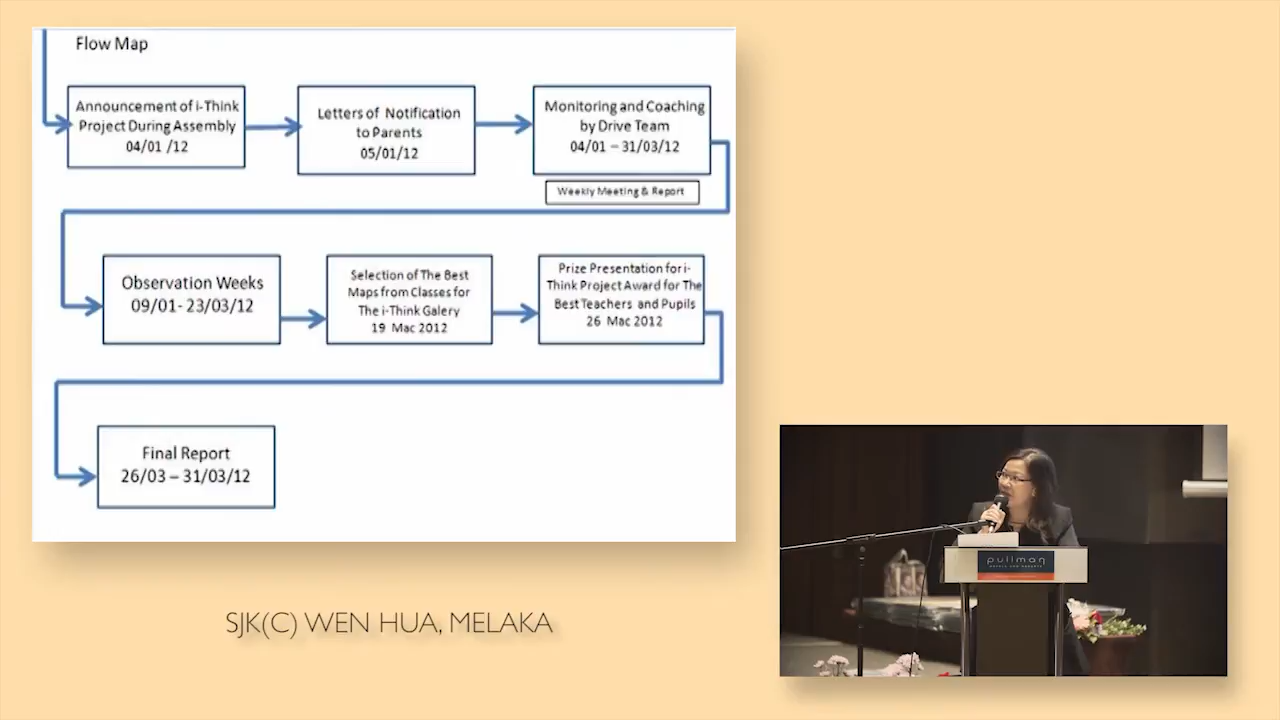 Flow Map
Announcement of i-Think
Project During Assembly
04/01 /12
Letters of Notification
to Parents
05/01/12
Monitoring and Coaching
by Drive Team
04/01 – 31/03/12
Weekly Meeting & Report
Observation Weeks
09/01- 23/03/12
Selection of The Best
Maps from Classes for
The i-Think Galery
19 Mac 2012
Prize Presentation for i-
Think Project Award for The
Best Teachers and Pupils
26 Mac 2012
Final Report
26/03 – 31/03/12
SJK(C) WEN HUA, MELAKA
pullman